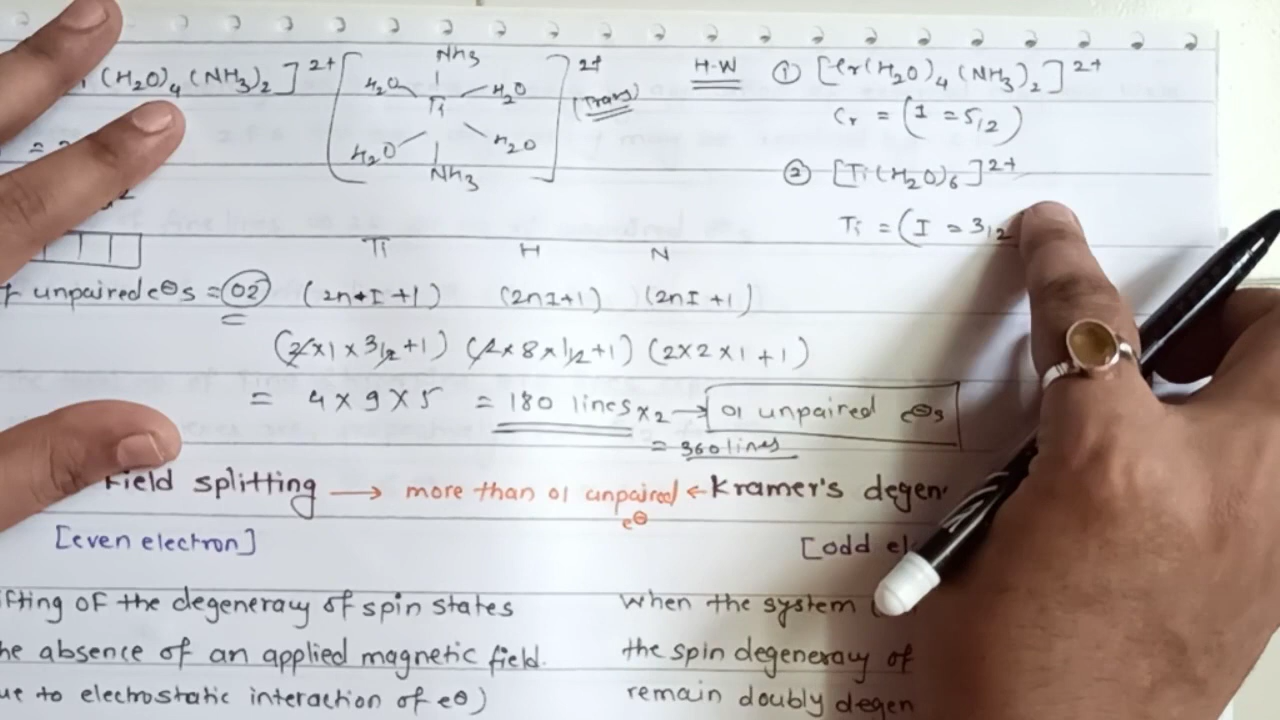 (H₂O)₄ (NH₃)₂ ]²⁺
NH₃
H₂O
H₂O
Ti
H₂O
H₂O
NH₃
2+
(Trans)
H.W ① [Cr(H₂O)₄ (NH₃)₂]²⁺
Cr = (I = 5/2)
② [Ti(H₂O)₆]²⁺
Ti = (I = 3/2
Ti H N
unpaired e⊖s = 02 (2n+I +1) (2nI+1) (2nI +1)
(2×1×3/2+1) (2×8×1/2+1) (2×2×1+1)
= 4×9×5 = 180 lines ×2 → 01 unpaired e⊖s
= 360 lines
Field splitting → more than 01 unpaired ← Kramer's degen
e⊖
[even electron] [odd el
ifting of the degeneracy of spin states
he absence of an applied magnetic field.
ue to electrostatic interaction of e⊖)
when the system
the spin degeneracy of
remain doubly degen